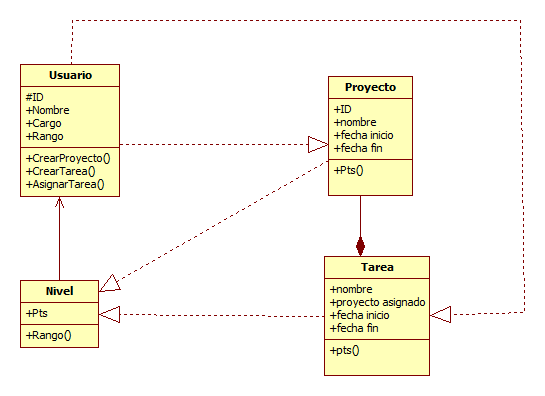 Usuario
#ID
+Nombre
+Cargo
+Rango
+CrearProyecto()
+CrearTarea()
+AsignarTarea()
Proyecto
+ID
+nombre
+fecha inicio
+fecha fin
+Pts()
Nivel
+Pts
+Rango()
Tarea
+nombre
+proyecto asignado
+fecha inicio
+fecha fin
+pts()